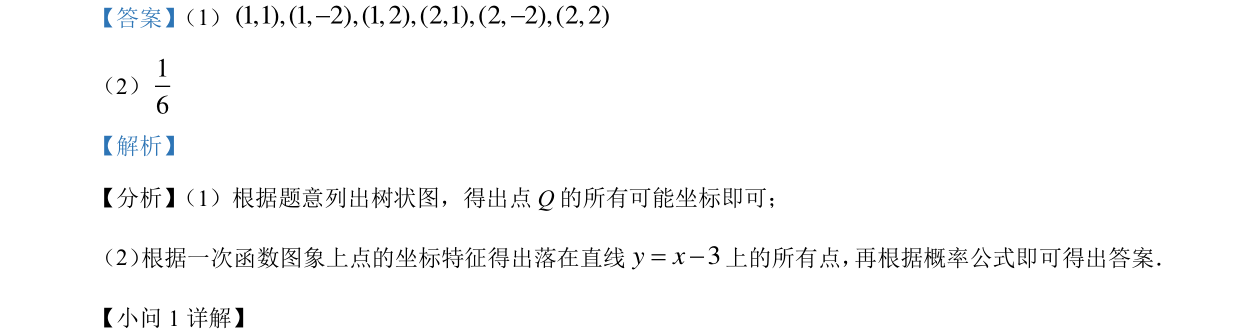 【答案】（1）(1,1),(1,−2),(1,2),(2,1),(2,−2),(2,2)
（2）1/6
【解析】
【分析】（1）根据题意列出树状图，得出点 Q 的所有可能坐标即可；
（2）根据一次函数图象上点的坐标特征得出落在直线 y = x − 3 上的所有点，再根据概率公式即可得出答案．
【小问 1 详解】